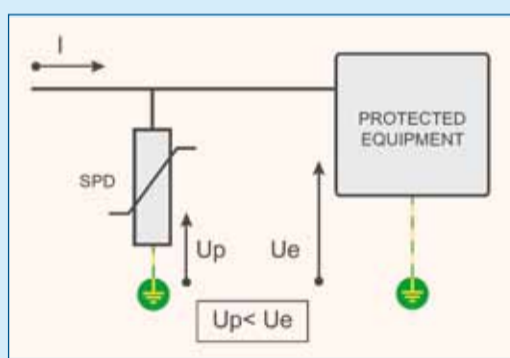 I
PROTECTED
EQUIPMENT
SPD
Up
Ue
Up< Ue